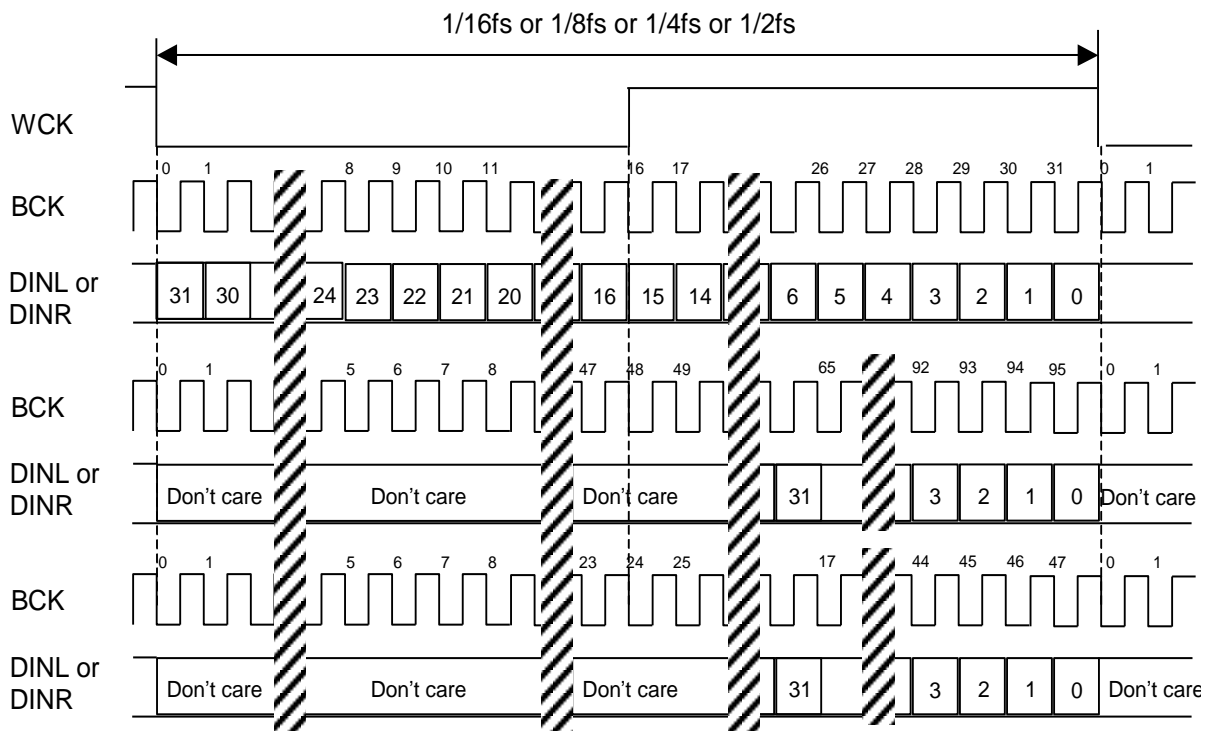 1/16fs or 1/8fs or 1/4fs or 1/2fs
WCK
0 1 8 9 10 11 16 17 26 27 28 29 30 31 0 1
BCK
DINL or
DINR
31 30 24 23 22 21 20 16 15 14 6 5 4 3 2 1 0
0 1 5 6 7 8 47 48 49 65 92 93 94 95 0 1
BCK
DINL or
DINR
Don't care Don't care Don't care 31 3 2 1 0 Don't care
0 1 5 6 7 8 23 24 25 17 44 45 46 47 0 1
BCK
DINL or
DINR
Don't care Don't care Don't care 31 3 2 1 0 Don't care